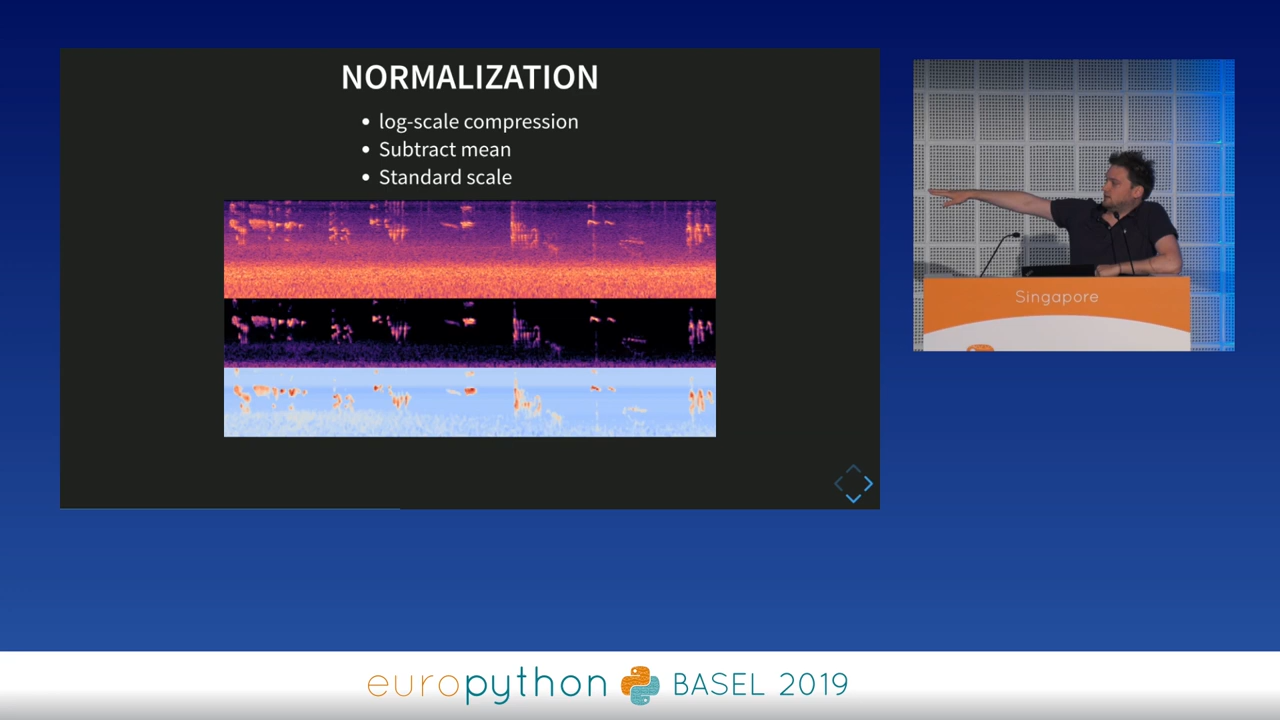 NORMALIZATION
• log-scale compression
• Subtract mean
• Standard scale
Singapore
europython BASEL 2019